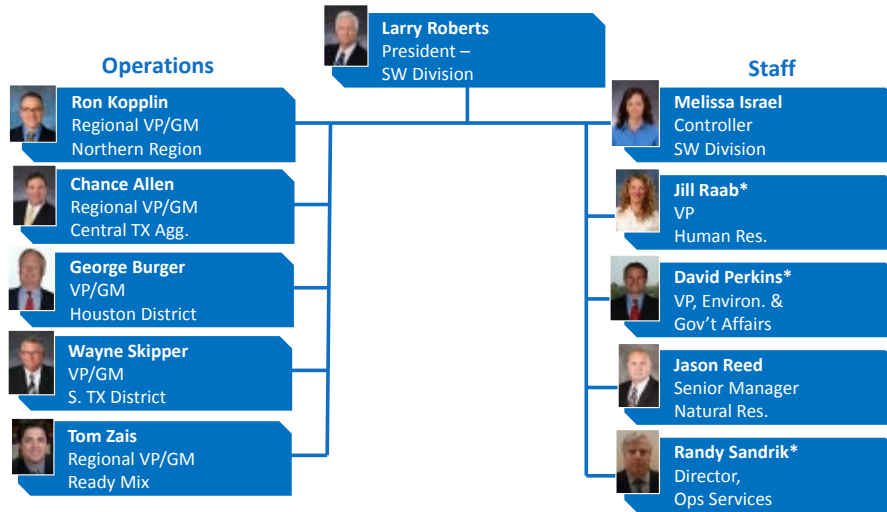 Larry Roberts
President –
SW Division
Operations
Ron Kopplin
Regional VP/GM
Northern Region
Chance Allen
Regional VP/GM
Central TX Agg.
George Burger
VP/GM
Houston District
Wayne Skipper
VP/GM
S. TX District
Tom Zais
Regional VP/GM
Ready Mix
Staff
Melissa Israel
Controller
SW Division
Jill Raab*
VP
Human Res.
David Perkins*
VP, Environ. &
Gov’t Affairs
Jason Reed
Senior Manager
Natural Res.
Randy Sandrik*
Director,
Ops Services